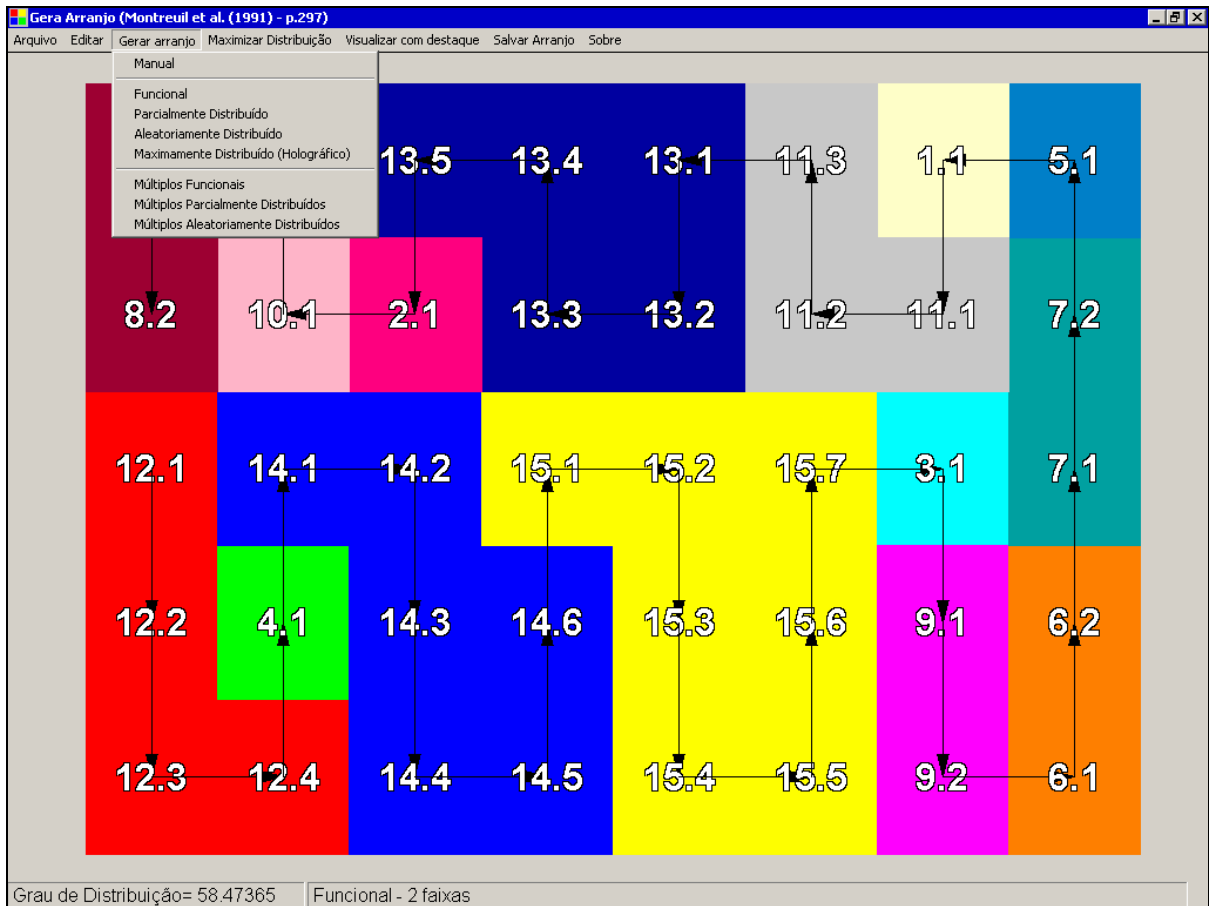 Gera Arranjo (Montreuil et al. (1991) - p.297)
Arquivo Editar Gerar arranjo Maximizar Distribuição Visualizar com destaque Salvar Arranjo Sobre
Manual
Funcional
Parcialmente Distribuído
Aleatoriamente Distribuído
Maximamente Distribuído (Holográfico)
Múltiplos Funcionais
Múltiplos Parcialmente Distribuídos
Múltiplos Aleatoriamente Distribuídos
13.5 13.4 13.1 11.3 1.1 5.1
8.2 10.1 2.1 13.3 13.2 11.2 11.1 7.2
12.1 14.1 14.2 15.1 15.2 15.7 3.1 7.1
12.2 4.1 14.3 14.6 15.3 15.6 9.1 6.2
12.3 12.4 14.4 14.5 15.4 15.5 9.2 6.1
Grau de Distribuição= 58.47365 Funcional - 2 faixas